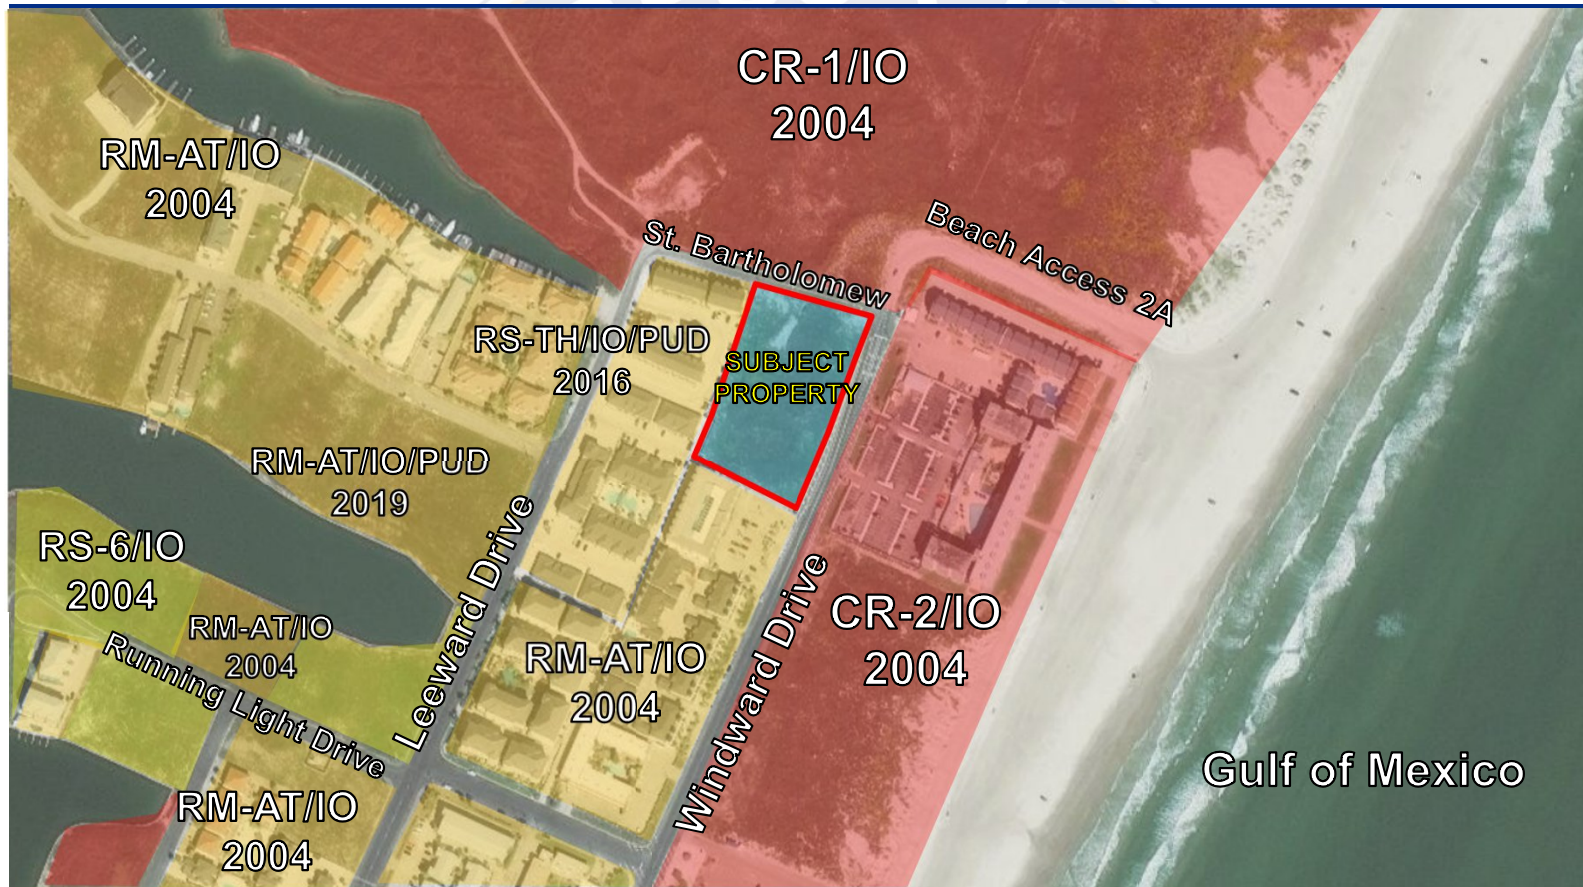 CR-1/IO
2004
RM-AT/IO
2004
Beach Access 2A
St. Bartholomew
RS-TH/IO/PUD
2016
SUBJECT
PROPERTY
RM-AT/IO/PUD
2019
RS-6/IO
2004
RM-AT/IO
2004
Running Light Drive
Leeward Drive
RM-AT/IO
2004
Windward Drive
CR-2/IO
2004
Gulf of Mexico
RM-AT/IO
2004